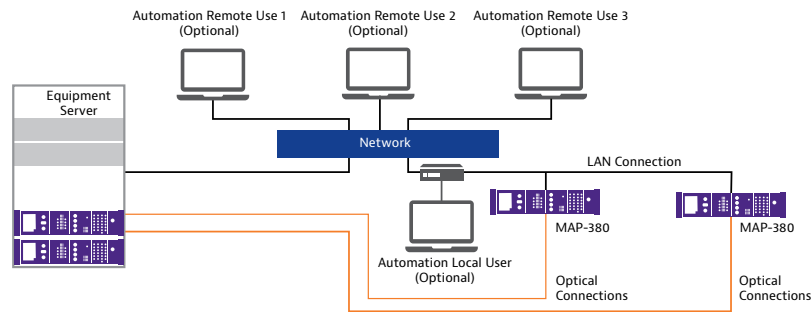 Automation Remote Use 1
(Optional)
Automation Remote Use 2
(Optional)
Automation Remote Use 3
(Optional)
Equipment
Server
Network
LAN Connection
MAP-380
MAP-380
Automation Local User
(Optional)
Optical
Connections
Optical
Connections